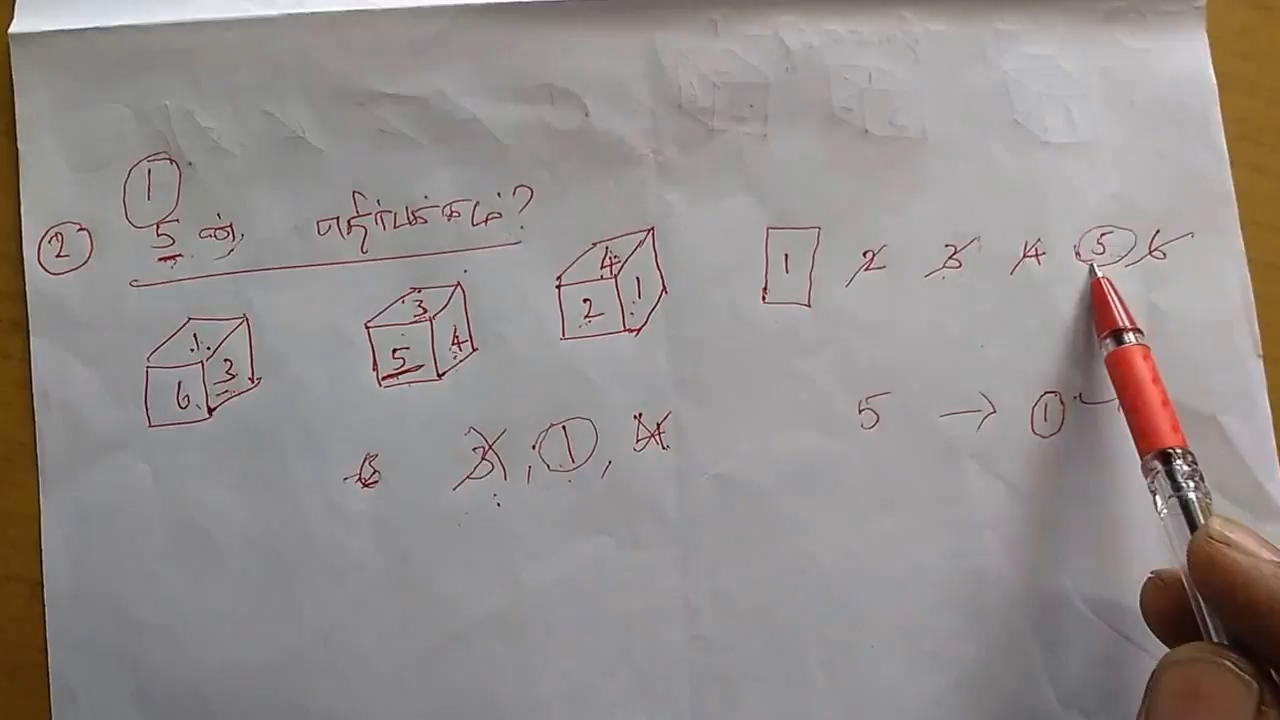 1
2 5 ன் எதிர்பக்கம்?
1 6 3
3 5 4
4 2 1
1 2 3 4 5 6
3, 1, 4
5 → 1